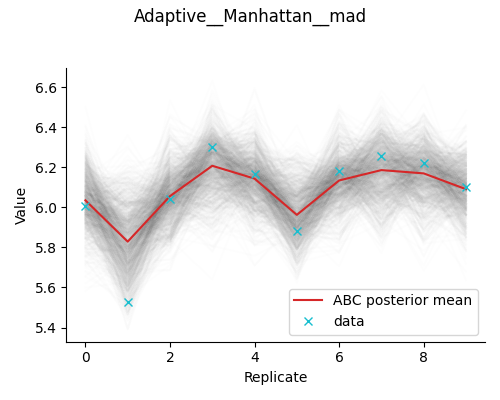 Adaptive__Manhattan__mad
6.6
6.4
6.2
6.0
5.8
5.6
5.4
Value
ABC posterior mean
data
0
2
4
6
8
Replicate